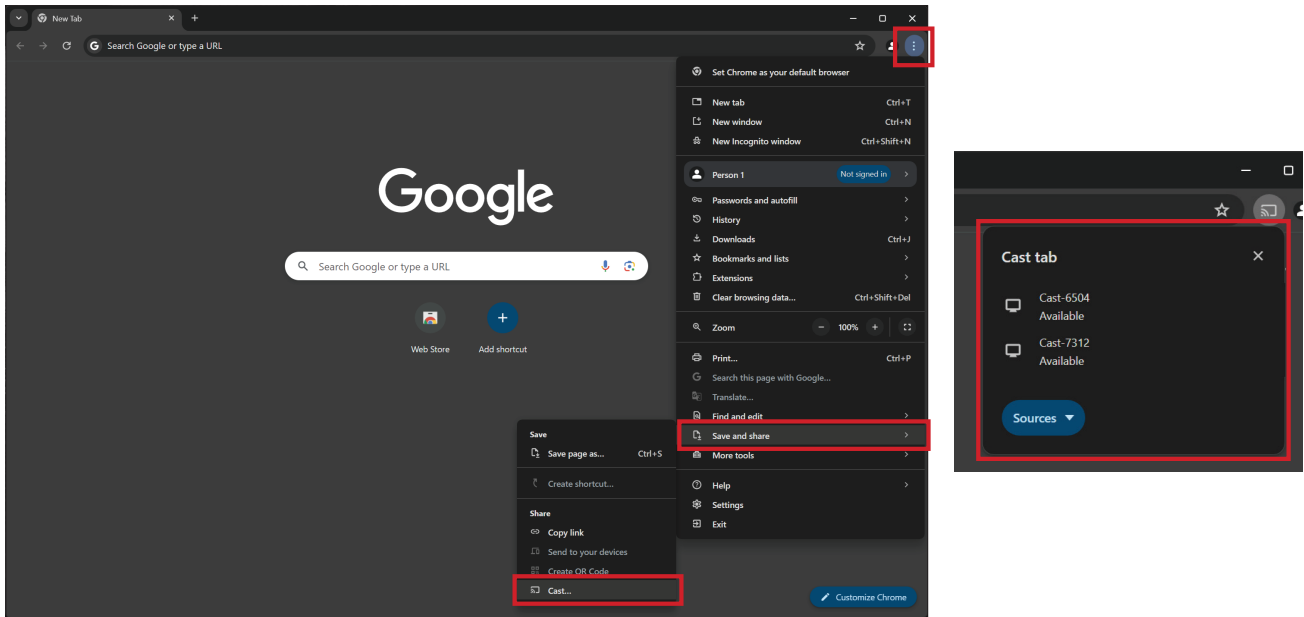 New Tab
Search Google or type a URL
Set Chrome as your default browser
New tab Ctrl+T
New window Ctrl+N
New Incognito window Ctrl+Shift+N
Person 1 Not signed in
Passwords and autofill
History
Downloads Ctrl+J
Bookmarks and lists
Extensions
Clear browsing data... Ctrl+Shift+Del
Zoom − 100% +
Print... Ctrl+P
Search this page with Google...
Translate...
Find and edit
Save and share
More tools
Help
Settings
Exit
Google
Search Google or type a URL
Web Store
Add shortcut
Save
Save page as... Ctrl+S
Create shortcut...
Share
Copy link
Send to your devices
Create QR Code
Cast...
Customize Chrome
Cast tab
Cast-6504
Available
Cast-7312
Available
Sources